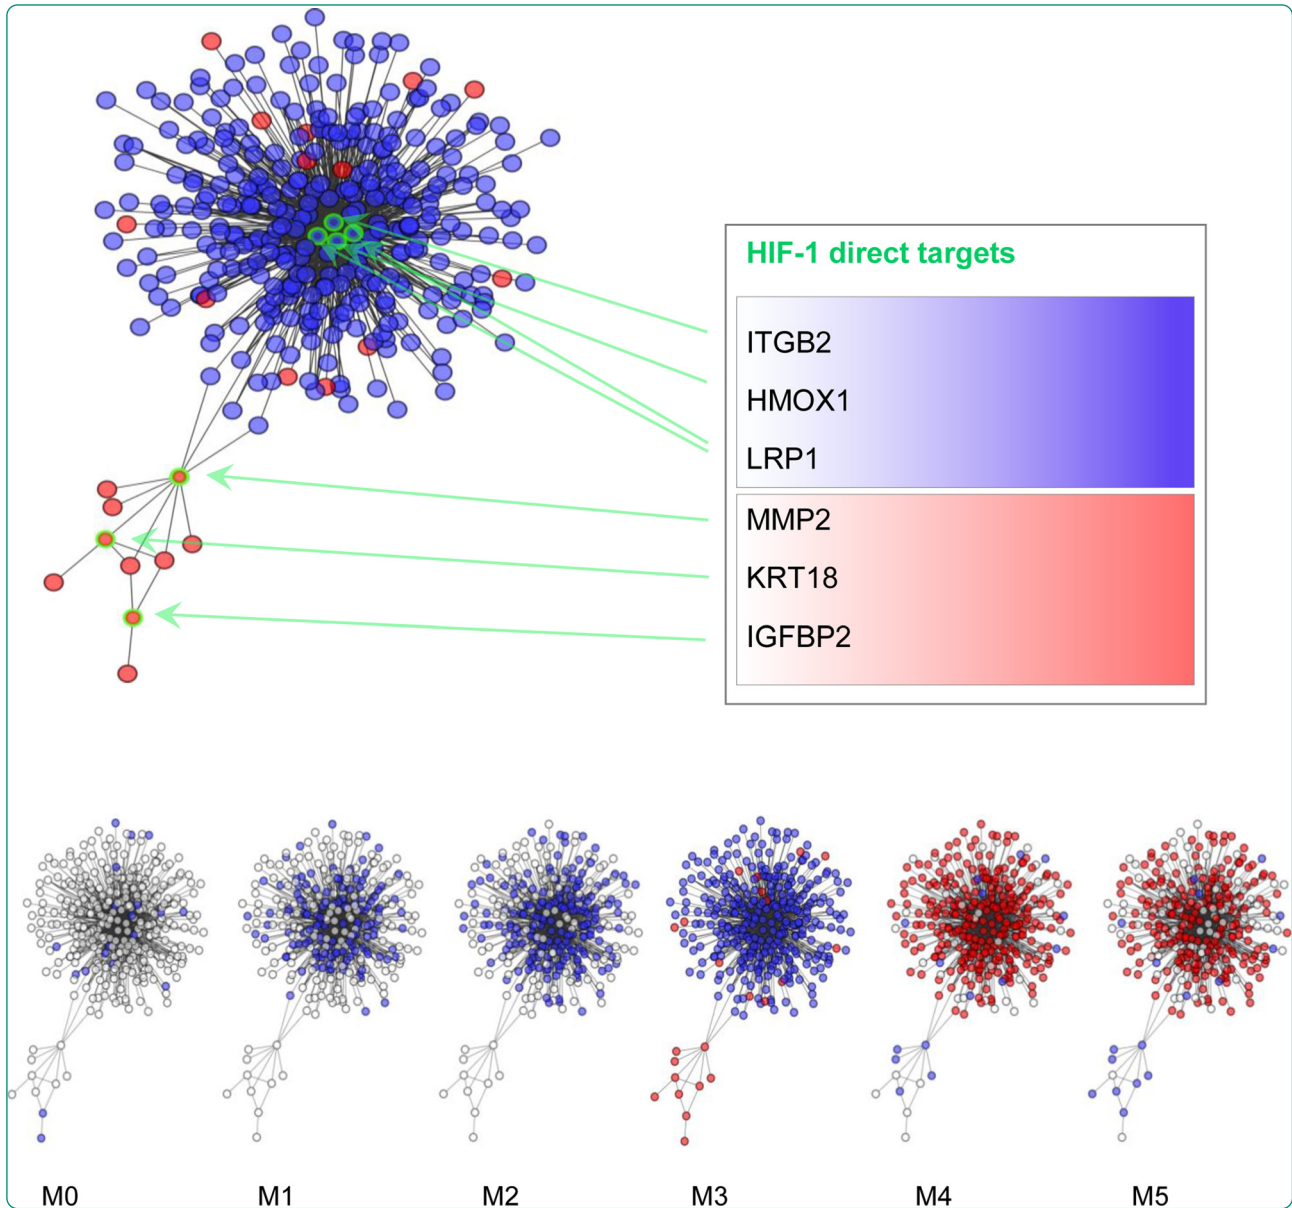 HIF-1 direct targets
ITGB2
HMOX1
LRP1
MMP2
KRT18
IGFBP2
M0 M1 M2 M3 M4 M5